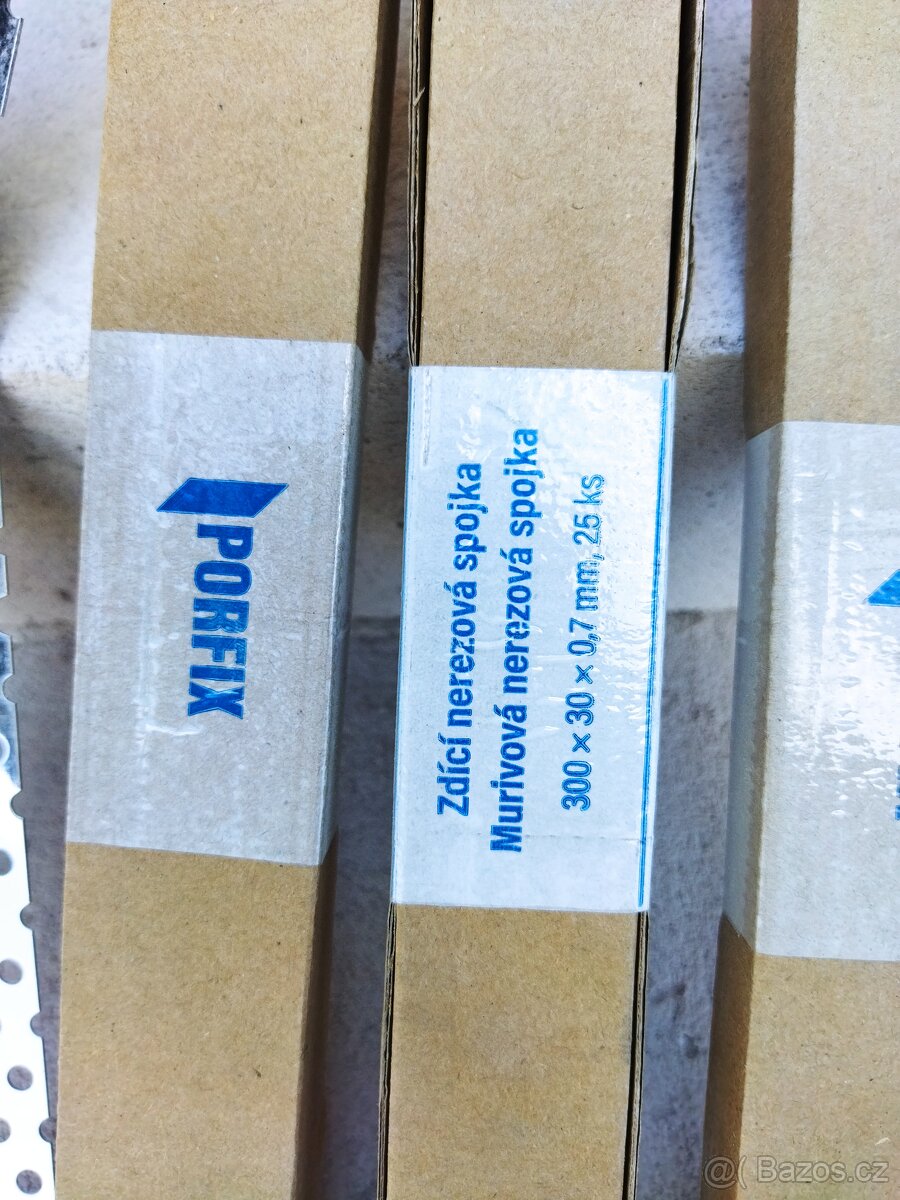 PORFIX
Zdící nerezová spojka
Murivová nerezová spojka
300 × 30 × 0,7 mm, 25 ks
@( Bazos.cz